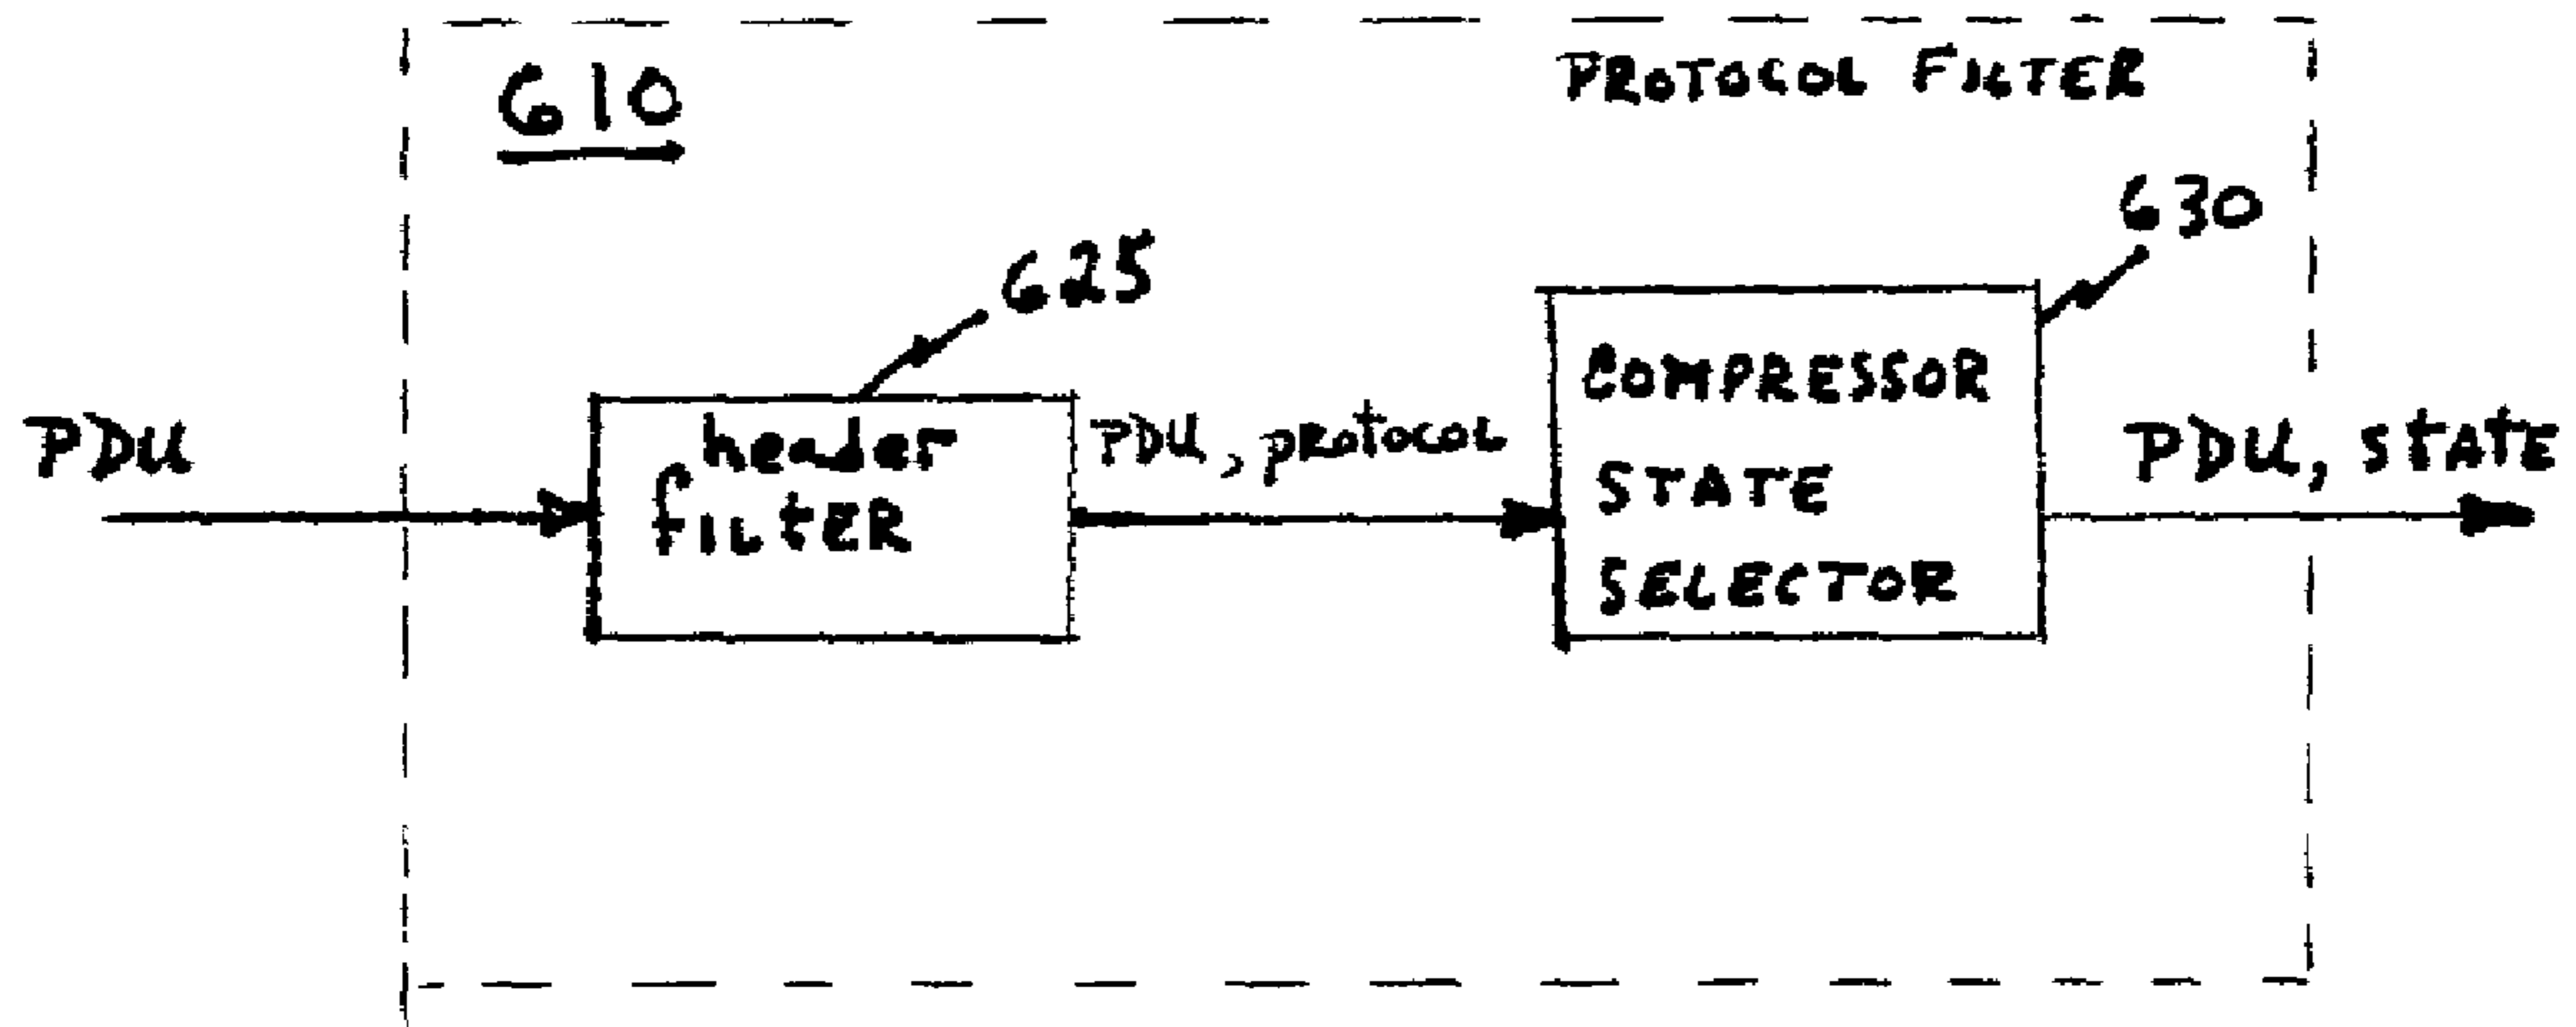 PROTOCOL FILTER
610
630
625
PDU
header
filter
PDU, protocol
COMPRESSOR
STATE
SELECTOR
PDU, STATE